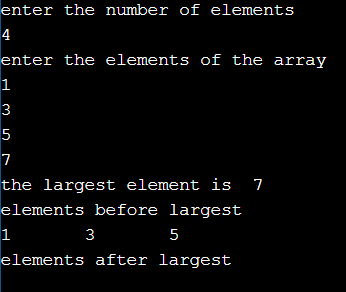 enter the number of elements
4
enter the elements of the array
1
3
5
7
the largest element is  7
elements before largest
1       3       5
elements after largest